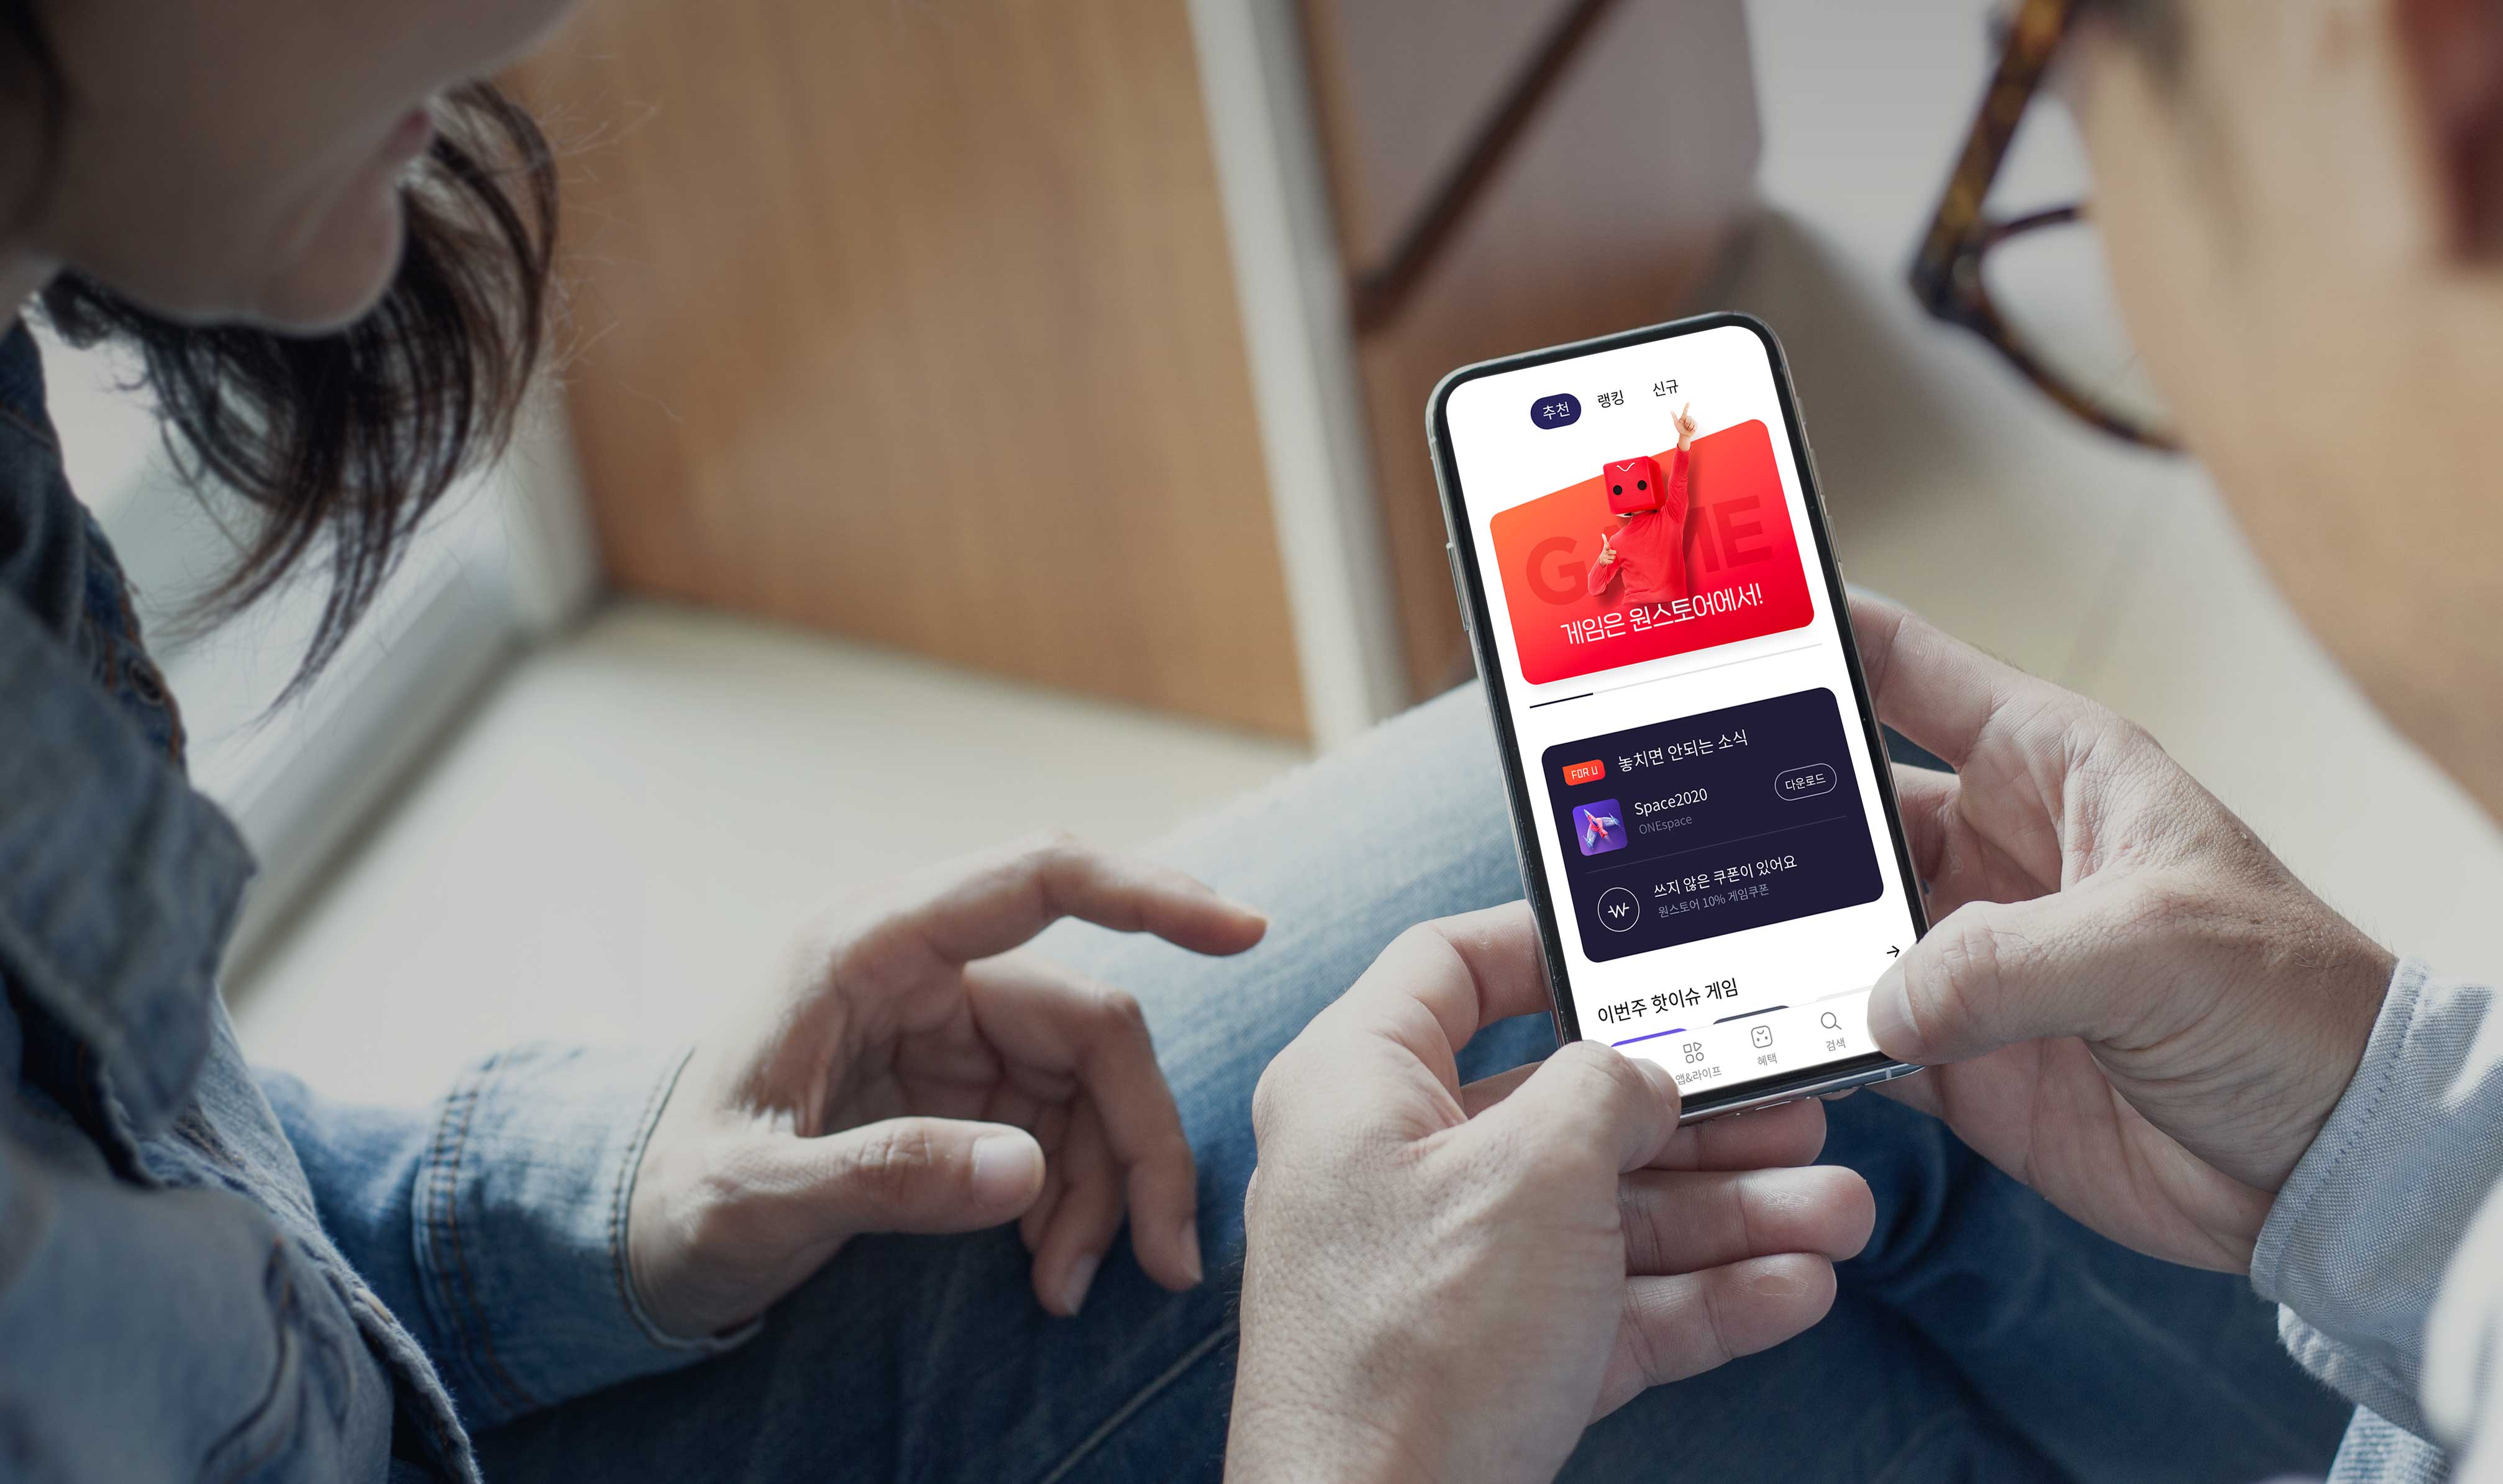 추천 랭킹 신규
GAME
게임은 원스토어에서!
FOR U 놓치면 안되는 소식
Space2020
ONEspace
다운로드
쓰지 않은 쿠폰이 있어요
원스토어 10% 게임쿠폰
이번주 핫이슈 게임
앱&라이프 혜택 검색